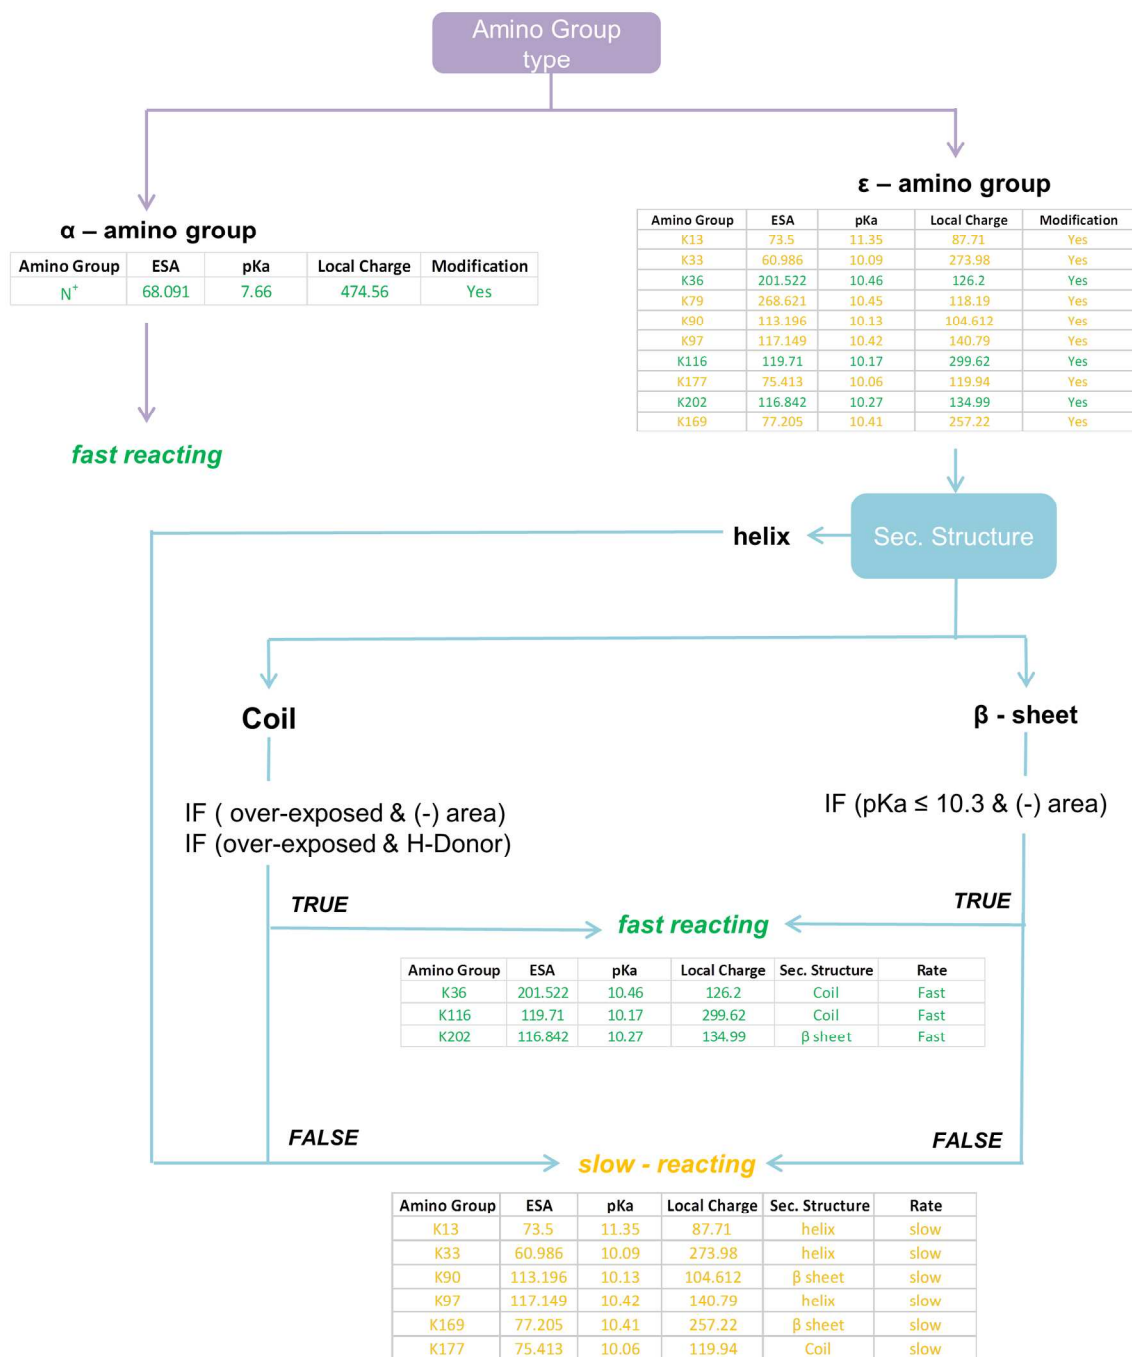 Amino Group
type
α – amino group
Amino Group ESA pKa Local Charge Modification
N+ 68.091 7.66 474.56 Yes
fast reacting
ε – amino group
Amino Group ESA pKa Local Charge Modification
K13 73.5 11.35 87.71 Yes
K33 60.986 10.09 273.98 Yes
K36 201.522 10.46 126.2 Yes
K79 268.621 10.45 118.19 Yes
K90 113.196 10.13 104.612 Yes
K97 117.149 10.42 140.79 Yes
K116 119.71 10.17 299.62 Yes
K177 75.413 10.06 119.94 Yes
K202 116.842 10.27 134.99 Yes
K169 77.205 10.41 257.22 Yes
helix
Sec. Structure
Coil
β - sheet
IF ( over-exposed & (-) area)
IF (over-exposed & H-Donor)
IF (pKa ≤ 10.3 & (-) area)
TRUE
TRUE
fast reacting
Amino Group ESA pKa Local Charge Sec. Structure Rate
K36 201.522 10.46 126.2 Coil Fast
K116 119.71 10.17 299.62 Coil Fast
K202 116.842 10.27 134.99 β sheet Fast
FALSE
FALSE
slow - reacting
Amino Group ESA pKa Local Charge Sec. Structure Rate
K13 73.5 11.35 87.71 helix slow
K33 60.986 10.09 273.98 helix slow
K90 113.196 10.13 104.612 β sheet slow
K97 117.149 10.42 140.79 helix slow
K169 77.205 10.41 257.22 β sheet slow
K177 75.413 10.06 119.94 Coil slow